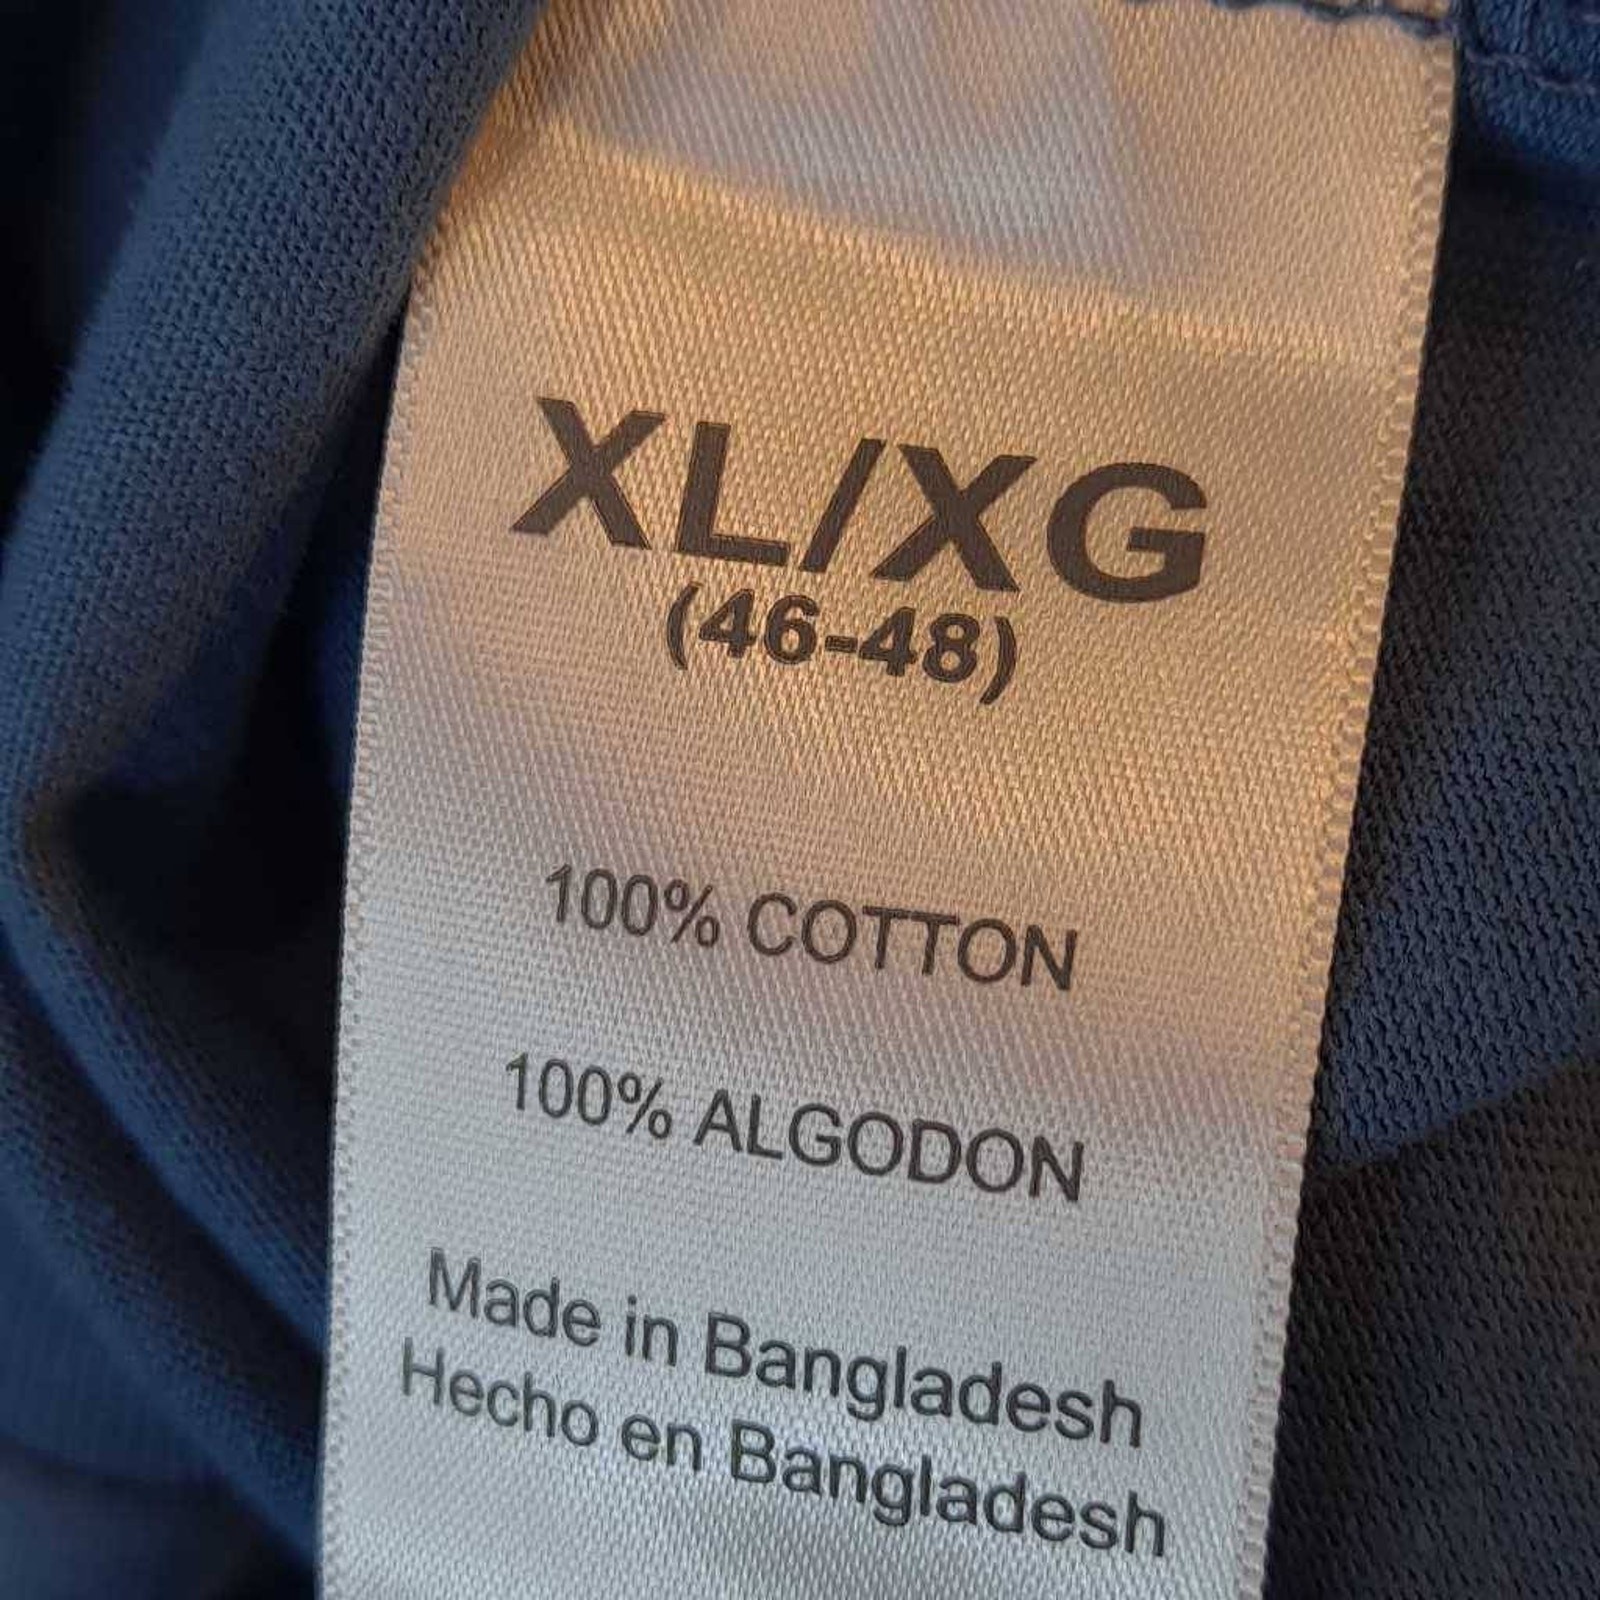 XL/XG
(46-48)
100% COTTON
100% ALGODON
Made in Bangladesh
Hecho en Bangladesh